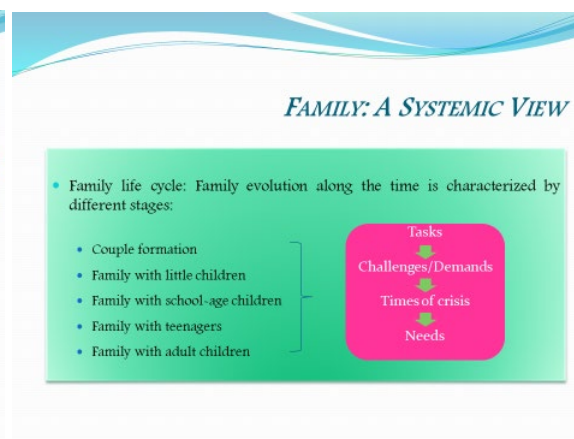 FAMILY: A SYSTEMIC VIEW
Family life cycle: Family evolution along the time is characterized by
different stages:
Couple formation
Family with little children
Family with school-age children
Family with teenagers
Family with adult children
Tasks
Challenges/Demands
Times of crisis
Needs